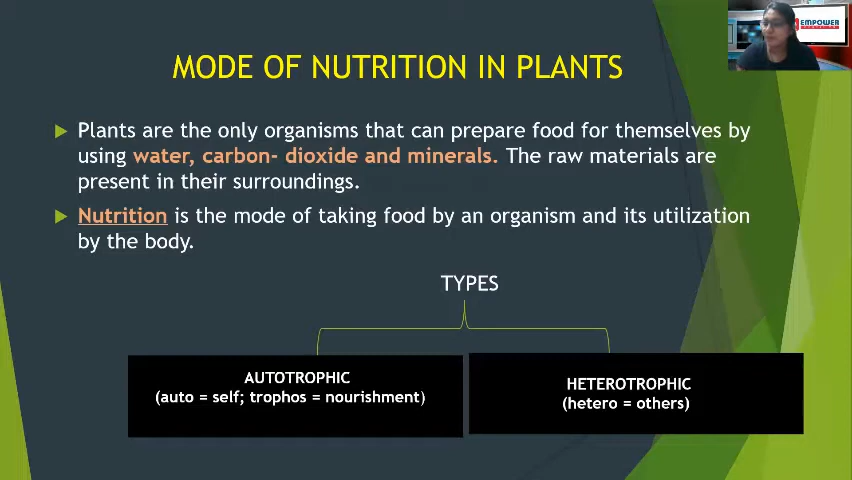 EMPOWER
MODE OF NUTRITION IN PLANTS
Plants are the only organisms that can prepare food for themselves by
using water, carbon- dioxide and minerals. The raw materials are
present in their surroundings.
Nutrition is the mode of taking food by an organism and its utilization
by the body.
TYPES
AUTOTROPHIC
(auto = self; trophos = nourishment)
HETEROTROPHIC
(hetero = others)